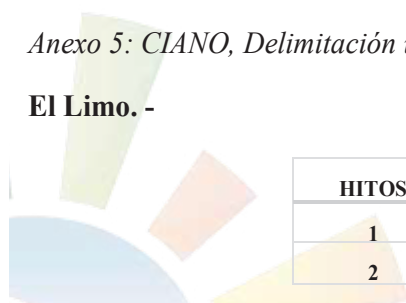 Anexo 5: CIANO, Delimitación
El Limo. -
HITOS
1
2